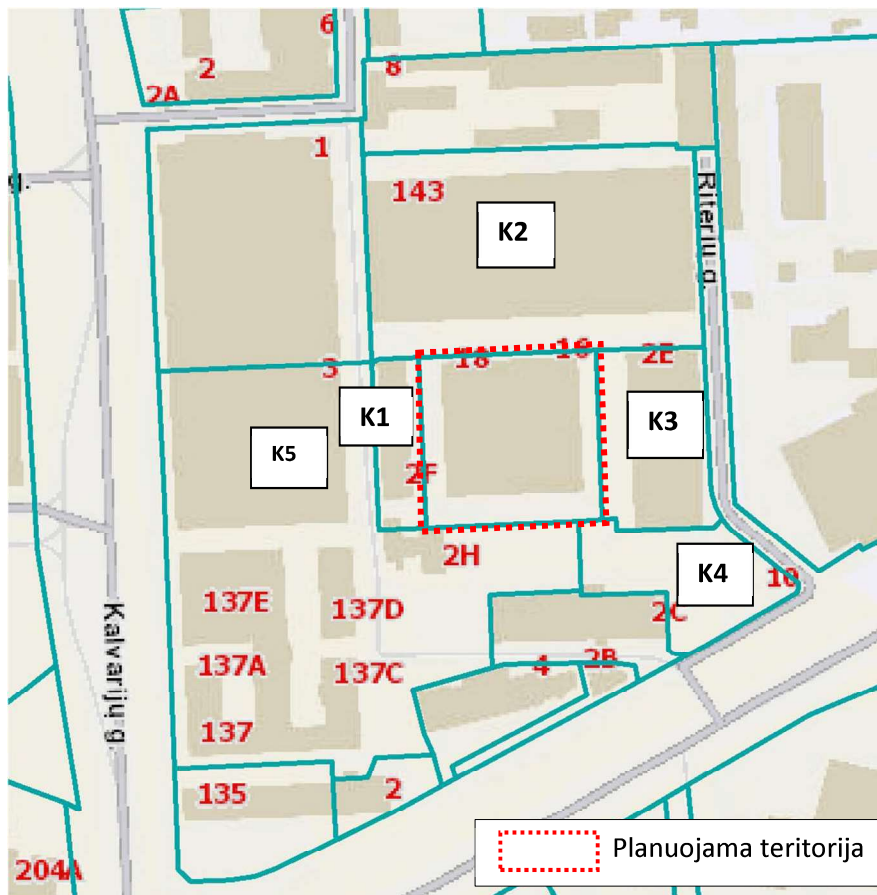 6
2
8
2A
1
143
K2
g.
Riterių g.
18
16
2E
3
K1
K3
K5
2F
2H
K4
10
137E
137D
2C
Kalvarijų g.
137A
137C
4
2B
137
135
2
Planuojama teritorija
204A